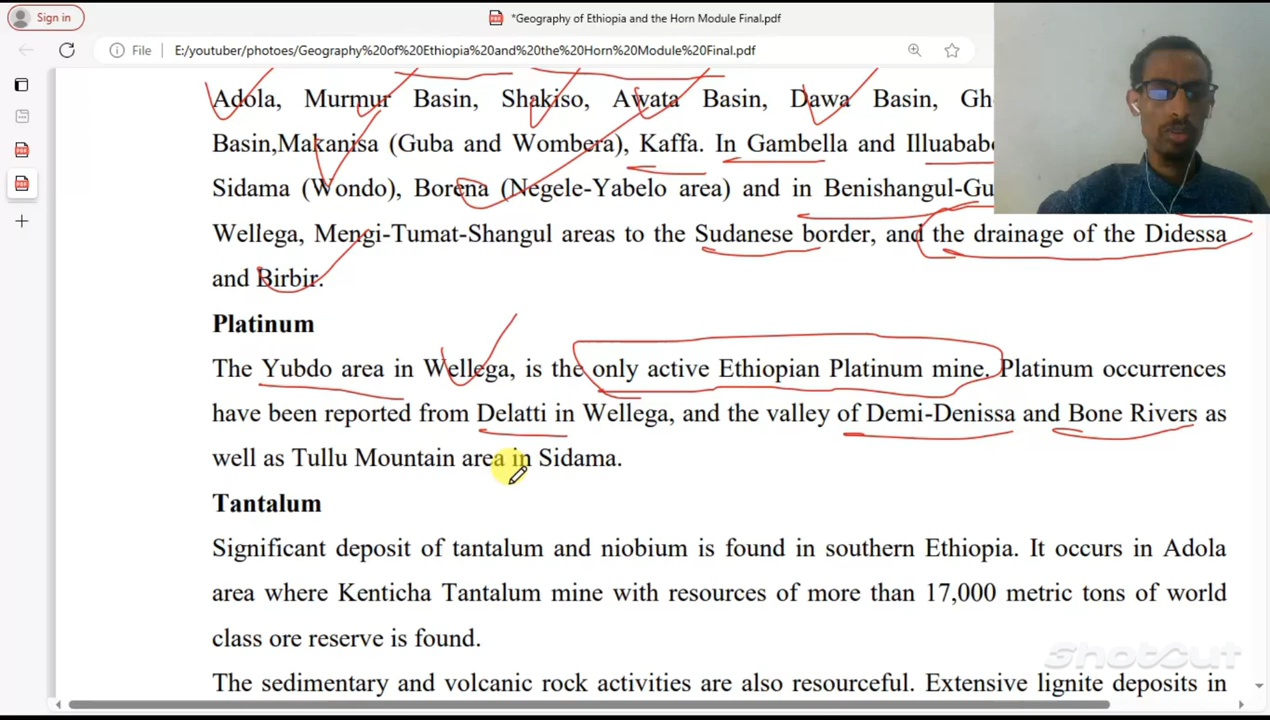 Sign in
*Geography of Ethiopia and the Horn Module Final.pdf
File E:/youtuber/photoes/Geography%20of%20Ethiopia%20and%20the%20Horn%20Module%20Final.pdf
Adola, Murmur Basin, Shakiso, Awata Basin, Dawa Basin,
Basin,Makanisa (Guba and Wombera), Kaffa. In Gambella and
Sidama (Wondo), Borena (Negele-Yabelo area) and in
Wellega, Mengi-Tumat-Shangul areas to the Sudanese border, and the drainage of the Didessa
and Birbir.
Platinum
The Yubdo area in Wellega, is the only active Ethiopian Platinum mine. Platinum occurrences
have been reported from Delatti in Wellega, and the valley of Demi-Denissa and Bone Rivers as
well as Tullu Mountain area in Sidama.
Tantalum
Significant deposit of tantalum and niobium is found in southern Ethiopia. It occurs in Adola
area where Kenticha Tantalum mine with resources of more than 17,000 metric tons of world
class ore reserve is found.
The sedimentary and volcanic rock activities are also resourceful. Extensive lignite deposits in
Shotcut